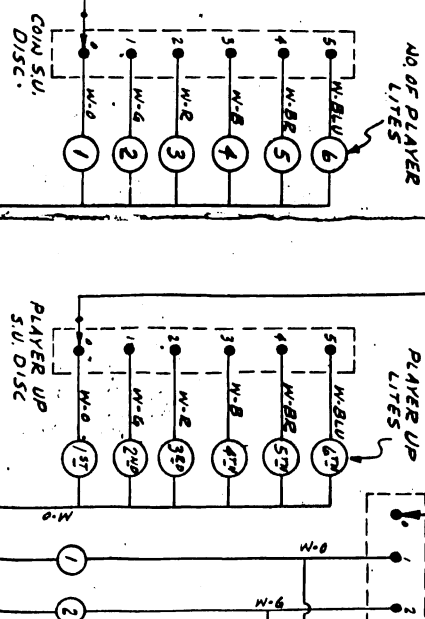 NO. OF PLAYER
LITES
COIN S.U.
DISC.
0 1 2 3 4 5
W-O W-G W-R W-B W-BR W-BLU
1 2 3 4 5 6
PLAYER UP
LITES
PLAYER UP
S.U. DISC
0 1 2 3 4 5
W-O W-G W-R W-B W-BR W-BLU
1ST 2ND 3RD 4TH 5TH 6TH
0
1
2
W-O
O-W
1
W-G
2